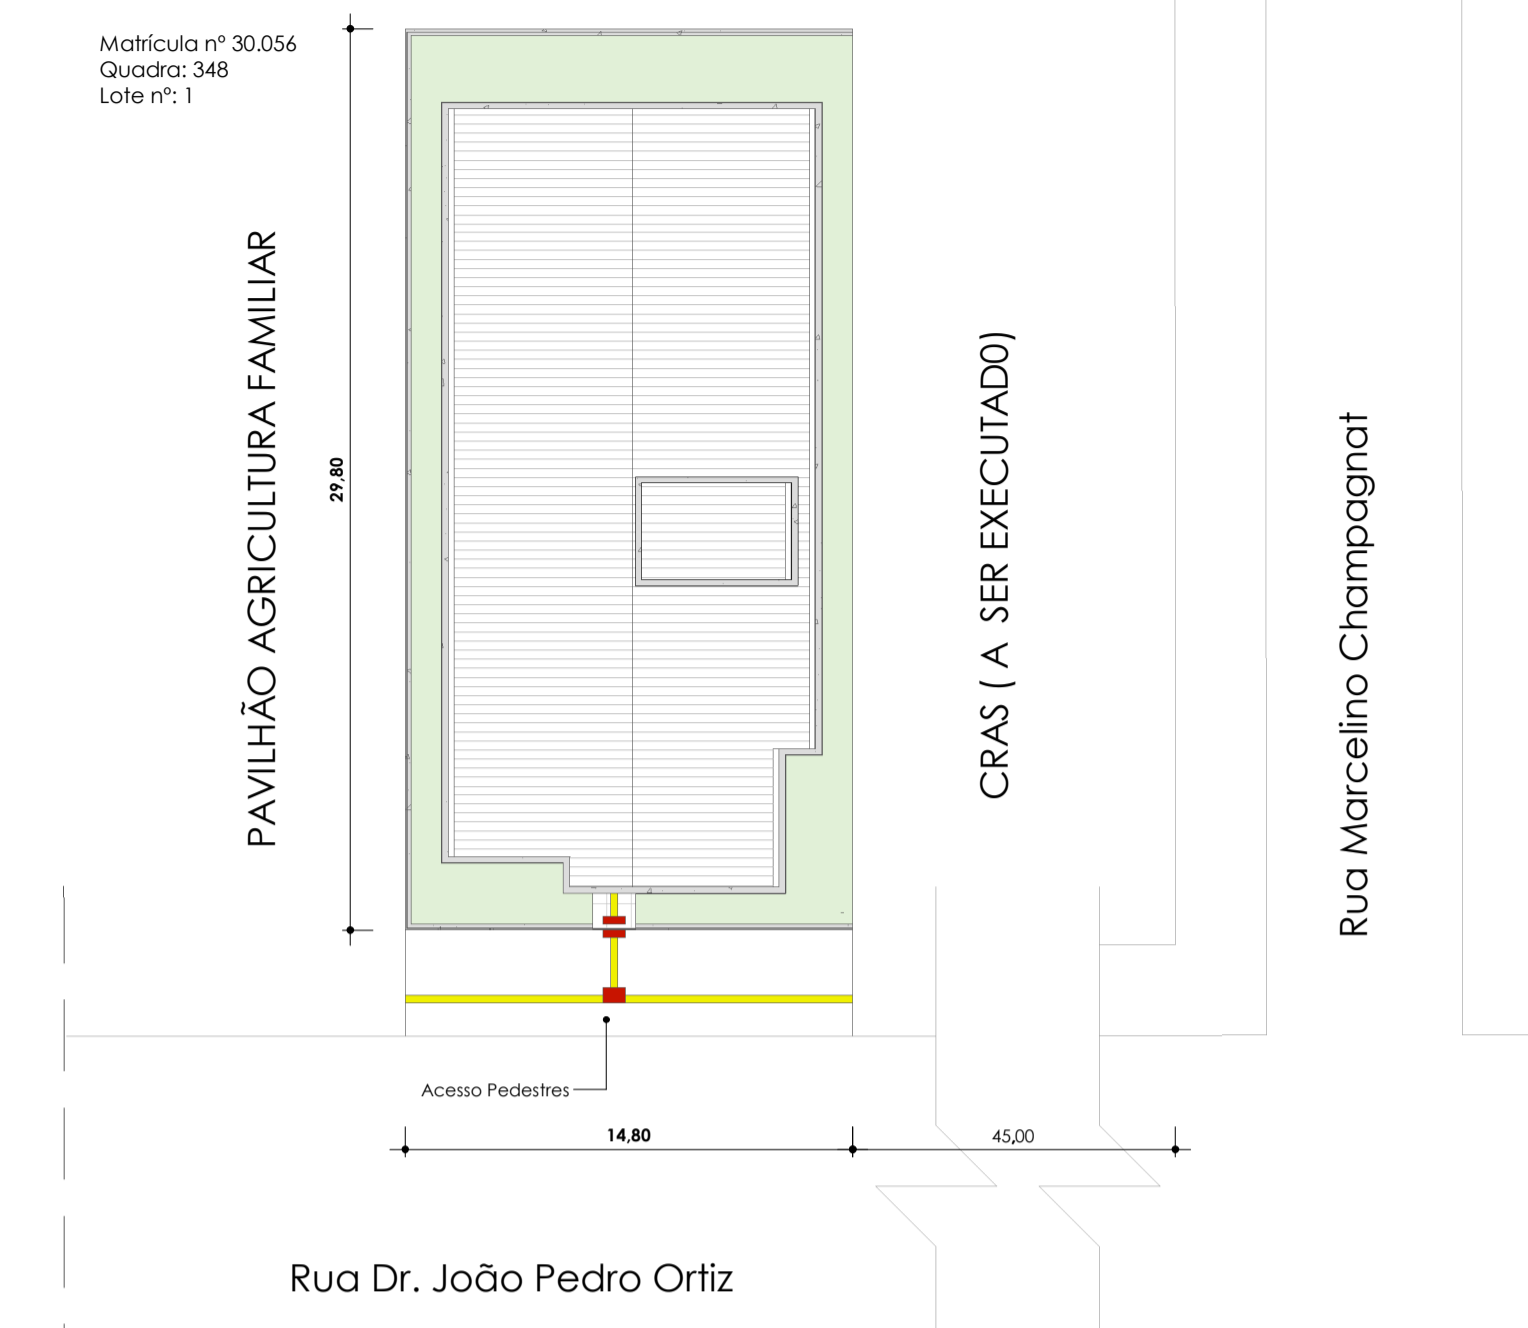 Matrícula nº 30.056
Quadra: 348
Lote nº: 1
PAVILHÃO AGRICULTURA FAMILIAR
29,80
CRAS ( A SER EXECUTAD0)
Rua Marcelino Champagnat
Acesso Pedestres
14,80
45,00
Rua Dr. João Pedro Ortiz